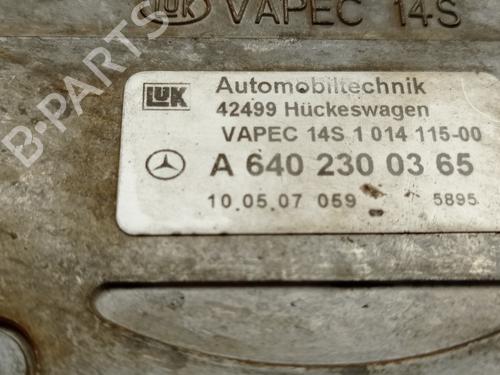 LUK VAPEC 14S
LUK Automobiltechnik
42499 Hückeswagen
VAPEC 14S 1 014 115-00
A 640 230 03 65
10.05.07 059 5895
B-PARTS